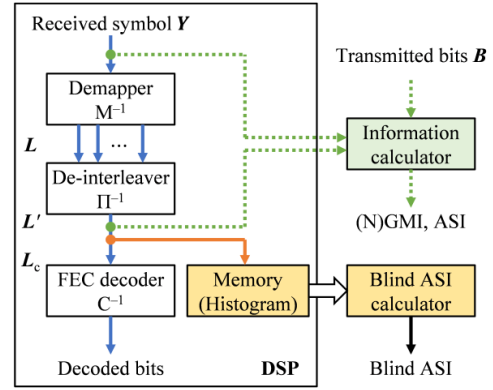 Received symbol Y
Transmitted bits B
Demapper
M⁻¹
L
...
Information
calculator
De-interleaver
Π⁻¹
L′
(N)GMI, ASI
L_c
FEC decoder
C⁻¹
Memory
(Histogram)
Blind ASI
calculator
Decoded bits
DSP
Blind ASI